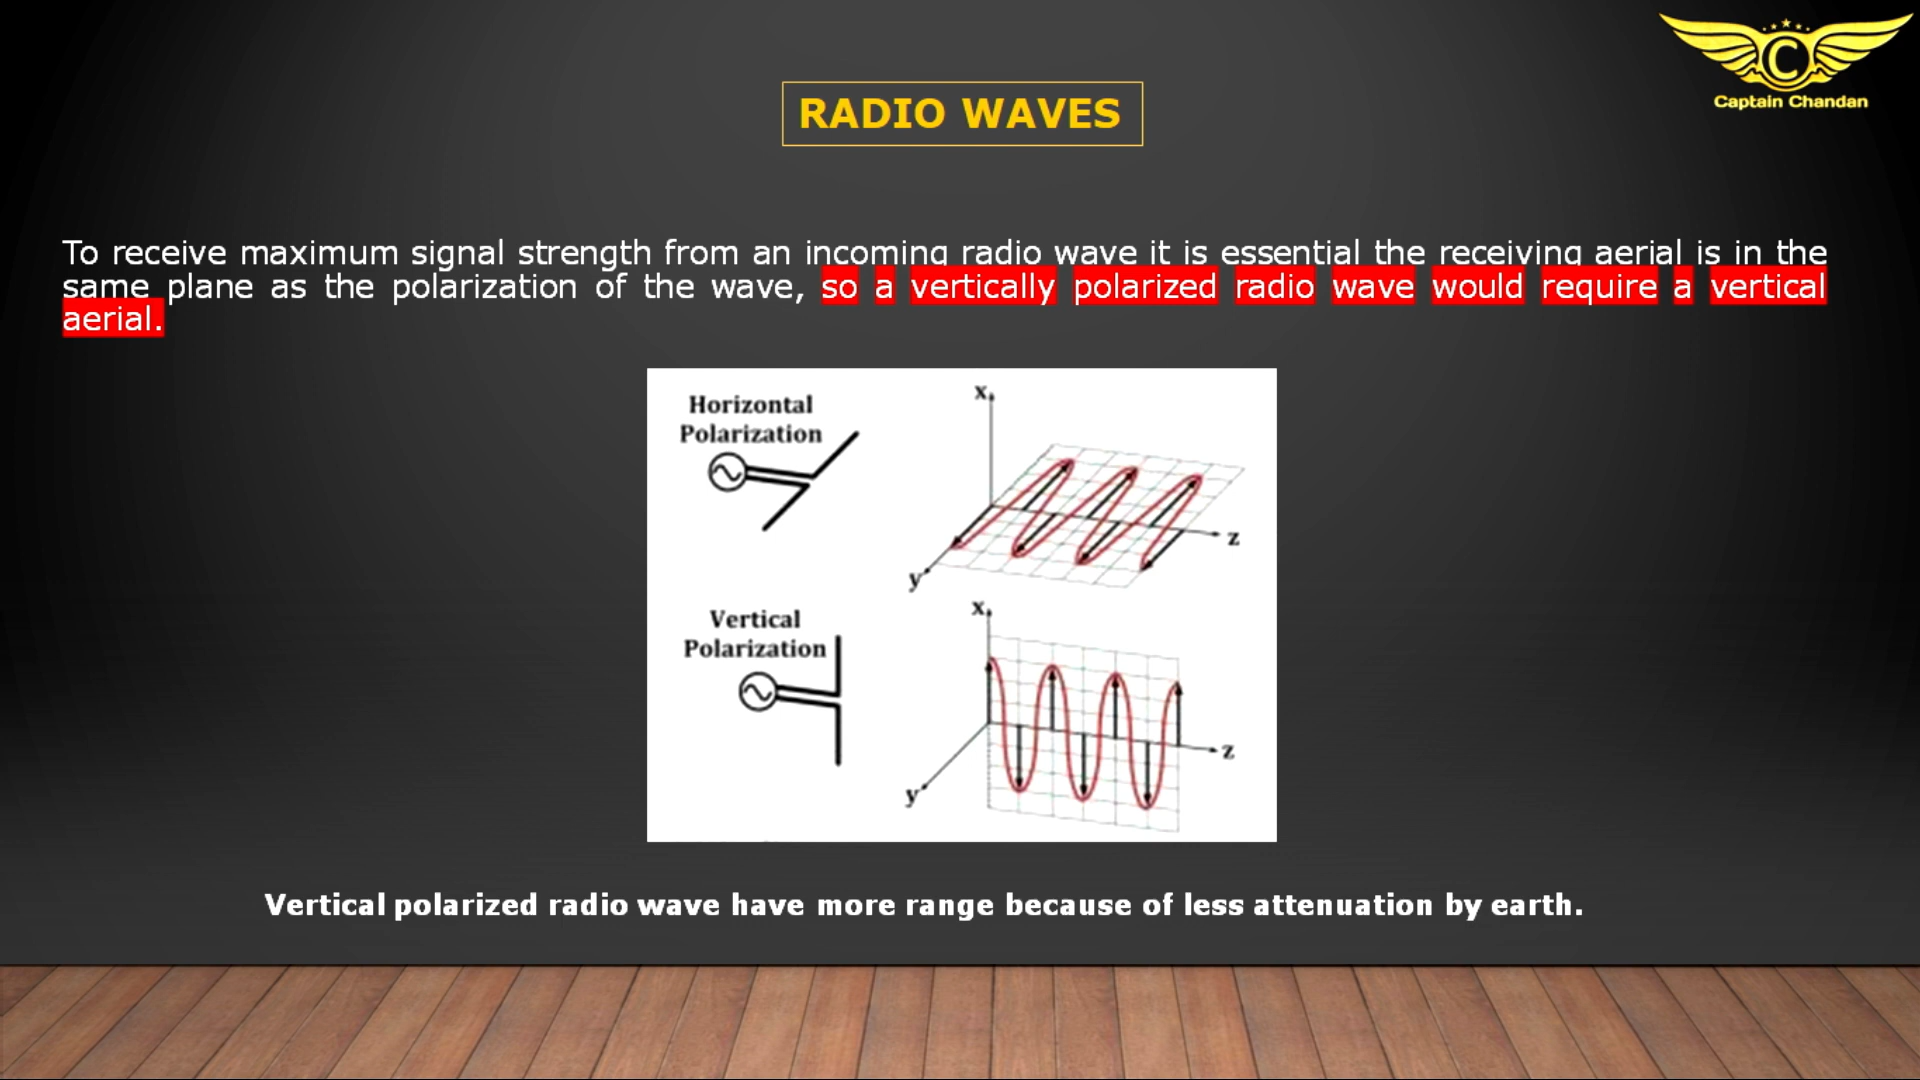 C
Captain Chandan
RADIO WAVES
To receive maximum signal strength from an incoming radio wave it is essential the receiving aerial is in the
same plane as the polarization of the wave, so a vertically polarized radio wave would require a vertical
aerial.
Horizontal
Polarization
x
z
y
Vertical
Polarization
x
z
y
Vertical polarized radio wave have more range because of less attenuation by earth.